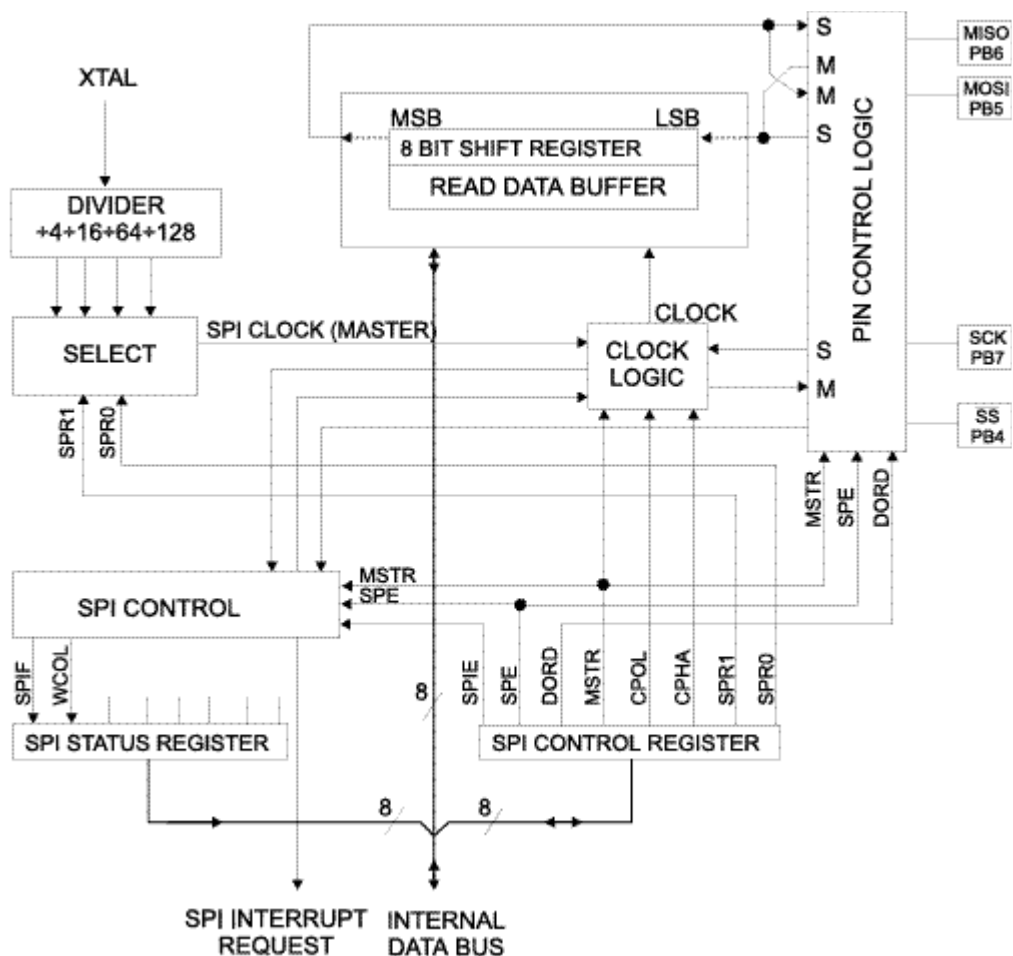 XTAL
DIVIDER
+4+16+64+128
SELECT
SPR1
SPR0
SPI CLOCK (MASTER)
MSB
LSB
8 BIT SHIFT REGISTER
READ DATA BUFFER
CLOCK
CLOCK
LOGIC
S
M
M
S
S
M
PIN CONTROL LOGIC
MISO
PB6
MOSI
PB5
SCK
PB7
SS
PB4
MSTR
SPE
DORD
SPI CONTROL
MSTR
SPE
SPIF
WCOL
SPI STATUS REGISTER
8
SPIE
SPE
DORD
MSTR
CPOL
CPHA
SPR1
SPR0
SPI CONTROL REGISTER
8
8
SPI INTERRUPT
REQUEST
INTERNAL
DATA BUS